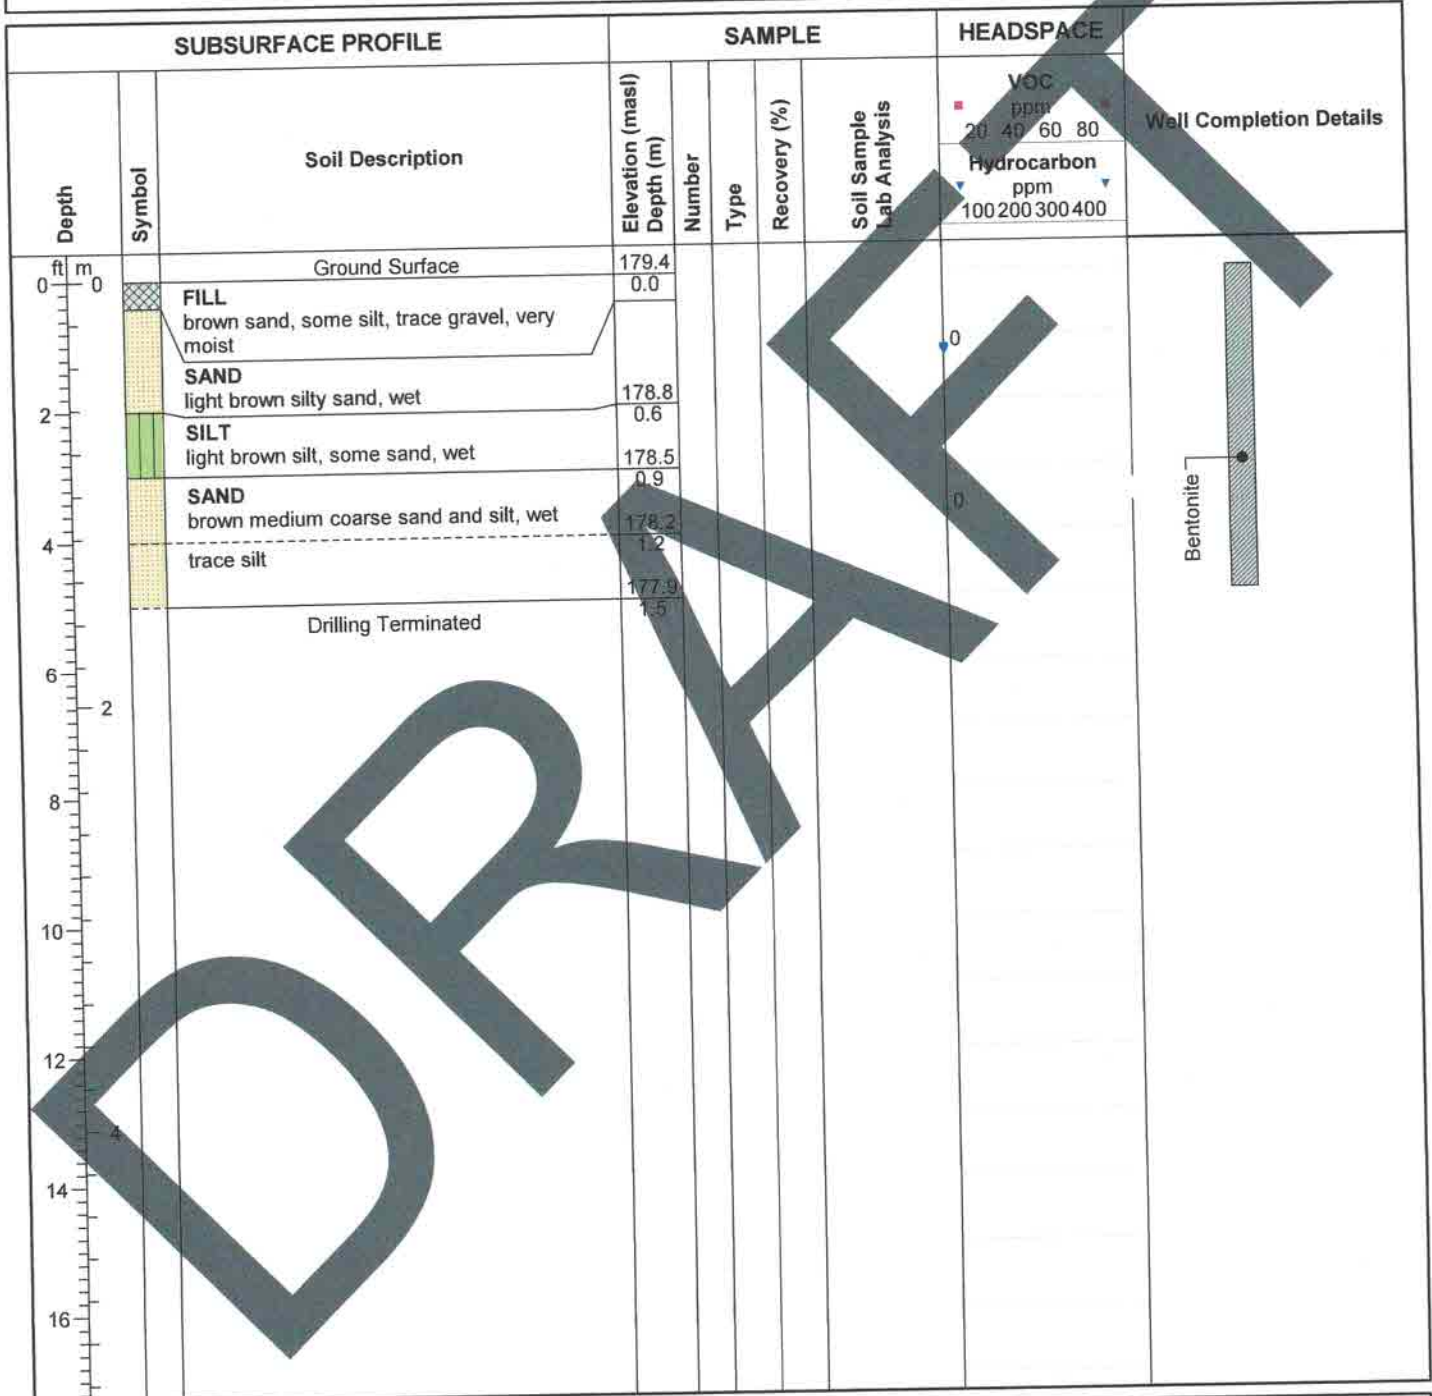 SUBSURFACE PROFILE
SAMPLE
HEADSPACE
Depth
Symbol
Soil Description
Elevation (masl)
Depth (m)
Number
Type
Recovery (%)
Soil Sample
Lab Analysis
VOC
ppm
20 40 60 80
Hydrocarbon
ppm
100 200 300 400
Well Completion Details
ft m
0 0
Ground Surface
179.4
0.0
FILL
brown sand, some silt, trace gravel, very
moist
SAND
light brown silty sand, wet
178.8
0.6
2
SILT
light brown silt, some sand, wet
178.5
0.9
SAND
brown medium coarse sand and silt, wet
178.2
1.2
4
trace silt
177.9
1.5
Drilling Terminated
0
0
Bentonite
6
2
8
10
12
4
14
16
DRAFT